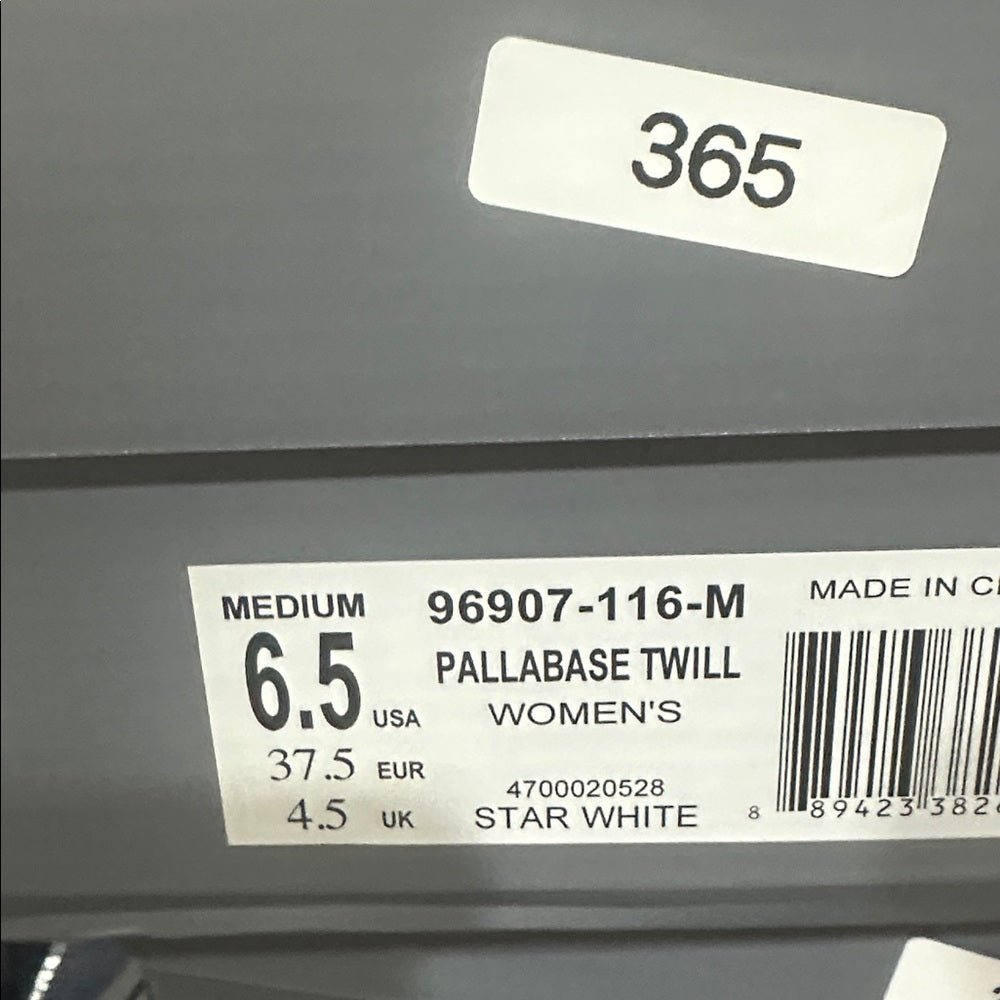 365
MEDIUM 96907-116-M MADE IN
6.5 USA PALLABASE TWILL
WOMEN'S
37.5 EUR
4700020528
4.5 UK STAR WHITE
8 89423 382